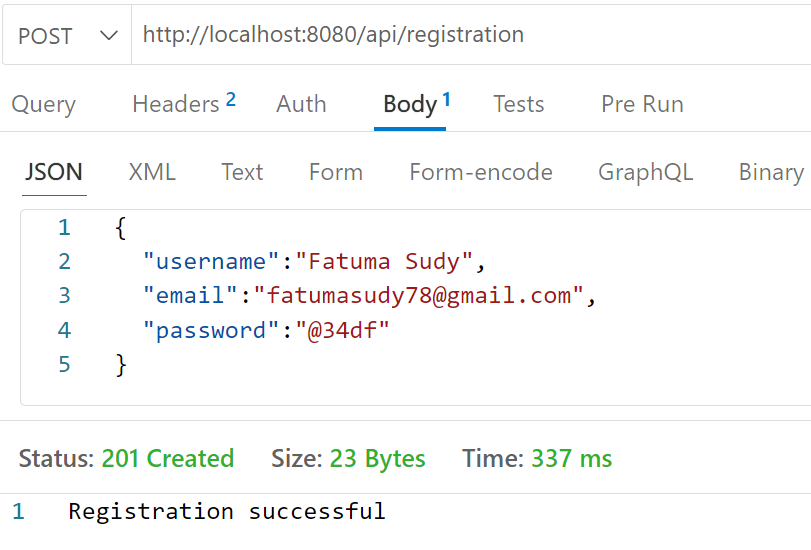 POST http://localhost:8080/api/registration
Query Headers 2 Auth Body 1 Tests Pre Run
JSON XML Text Form Form-encode GraphQL Binary
1 {
2 "username":"Fatuma Sudy",
3 "email":"fatumasudy78@gmail.com",
4 "password":"@34df"
5 }
Status: 201 Created Size: 23 Bytes Time: 337 ms
1 Registration successful